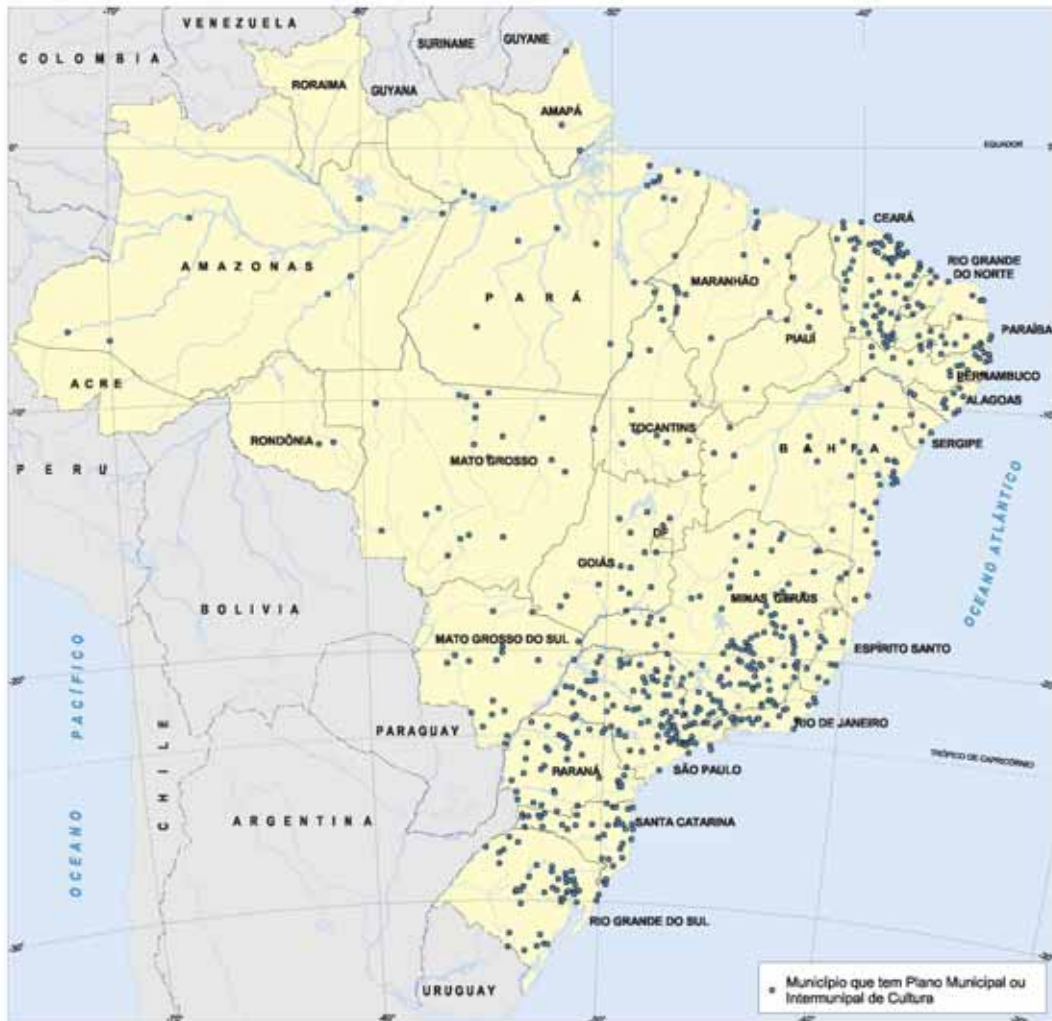 VENEZUELA
COLOMBIA
SURINAME
GUYANE
GUYANA
RORAIMA
AMAPÁ
EQUADOR
0°
CEARÁ
RIO GRANDE
DO NORTE
AMAZONAS
PARÁ
MARANHÃO
PIAUÍ
PARAÍBA
PERNAMBUCO
ACRE
ALAGOAS
RONDÔNIA
TOCANTINS
BAHIA
SERGIPE
MATO GROSSO
PERU
OCEANO ATLÂNTICO
GOIÁS
BOLIVIA
MINAS GERAIS
MATO GROSSO DO SUL
ESPÍRITO SANTO
OCEANO PACÍFICO
CHILE
PARAGUAY
RIO DE JANEIRO
SÃO PAULO
TRÓPICO DE CAPRICÓRNIO
PARANÁ
ARGENTINA
SANTA CATARINA
RIO GRANDE DO SUL
URUGUAY
Município que tem Plano Municipal ou
Intermunipal de Cultura